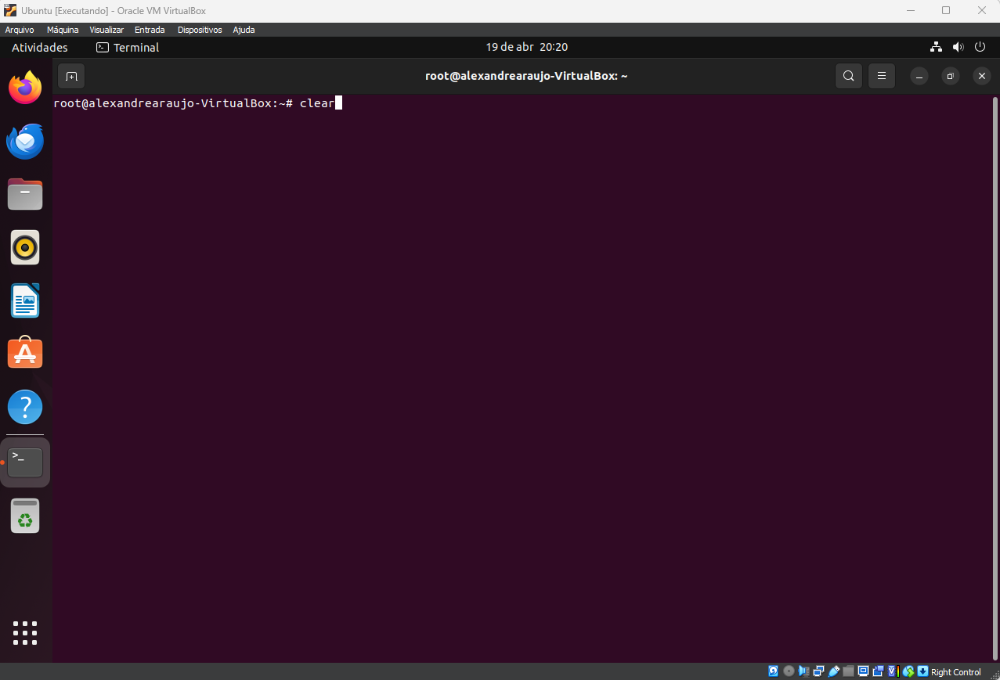 Ubuntu [Executando] - Oracle VM VirtualBox
Arquivo Máquina Visualizar Entrada Dispositivos Ajuda
Atividades Terminal 19 de abr 20:20
root@alexandrearaujo-VirtualBox: ~
root@alexandrearaujo-VirtualBox:~# clear
Right Control